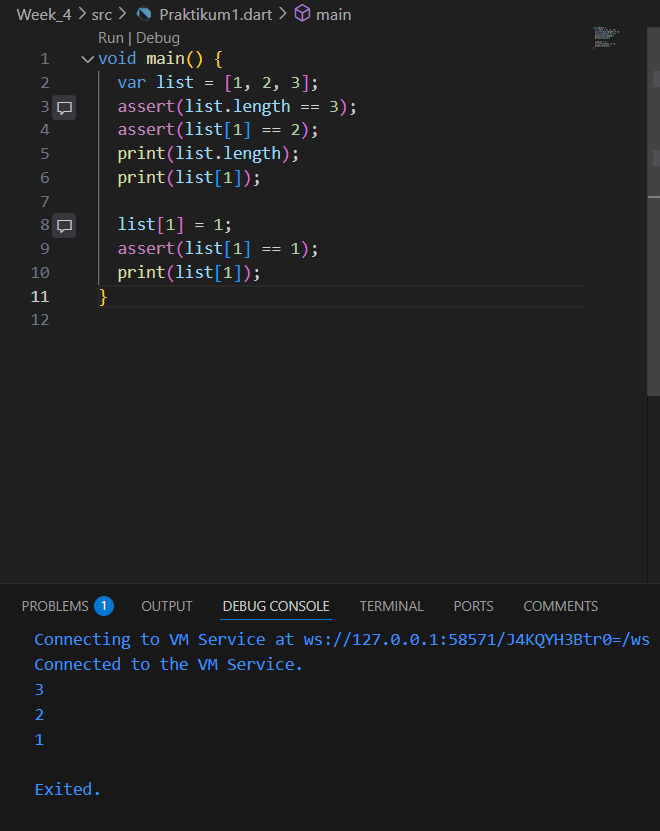 Week_4 > src > Praktikum1.dart > main
Run | Debug
1 void main() {
2 var list = [1, 2, 3];
3 assert(list.length == 3);
4 assert(list[1] == 2);
5 print(list.length);
6 print(list[1]);
7
8 list[1] = 1;
9 assert(list[1] == 1);
10 print(list[1]);
11 }
12
PROBLEMS 1 OUTPUT DEBUG CONSOLE TERMINAL PORTS COMMENTS
Connecting to VM Service at ws://127.0.0.1:58571/J4KQYH3Btr0=/ws
Connected to the VM Service.
3
2
1
Exited.